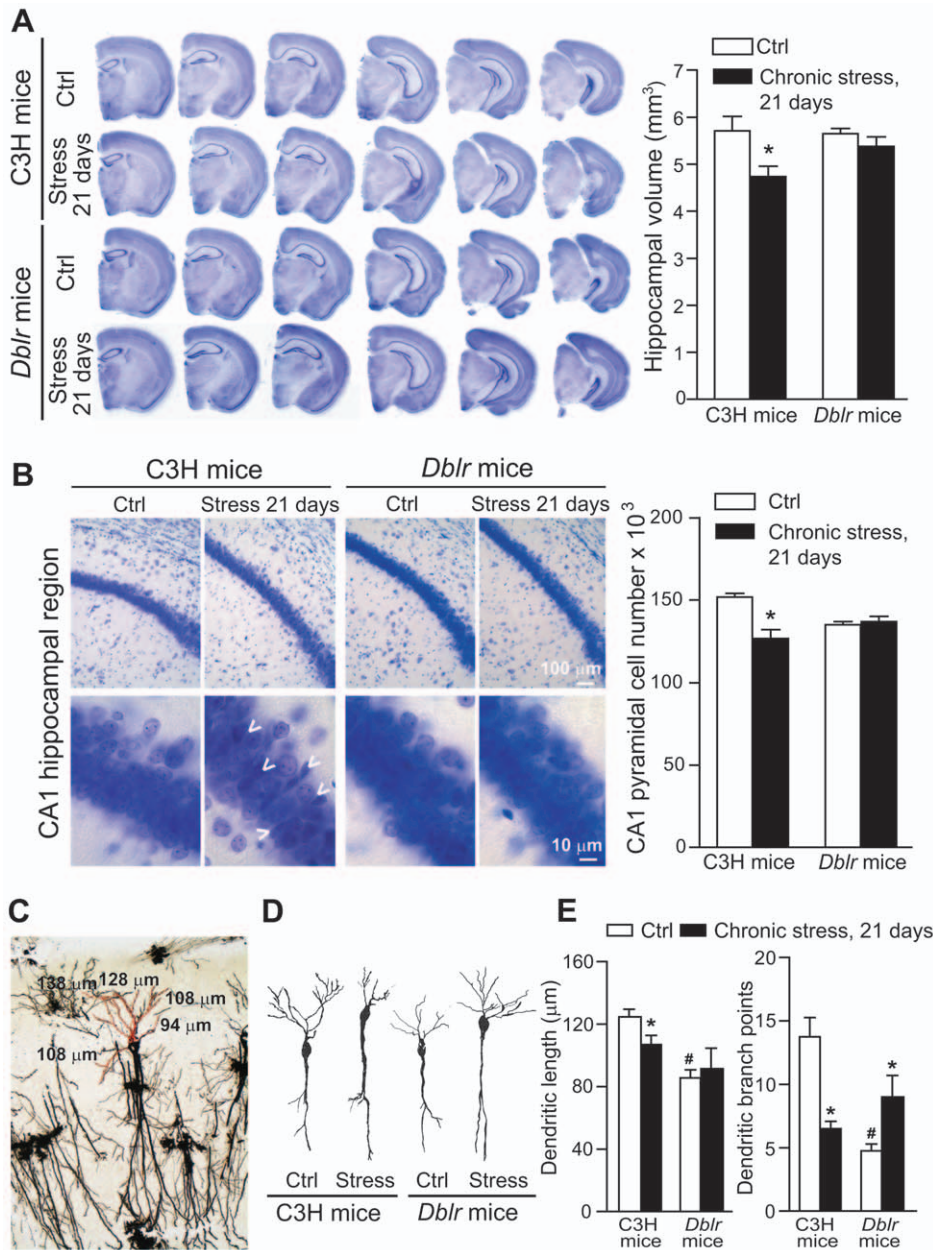 A
C3H mice
Ctrl
Stress
21 days
Dblr mice
Ctrl
Stress
21 days
Ctrl
Chronic stress,
21 days
Hippocampal volume (mm³)
7
6
5
4
3
2
1
0
*
C3H mice
Dblr mice
B
C3H mice
Dblr mice
Ctrl
Stress 21 days
Ctrl
Stress 21 days
CA1 hippocampal region
100 µm
10 µm
Ctrl
Chronic stress,
21 days
CA1 pyramidal cell number x 10³
200
150
100
50
0
*
C3H mice
Dblr mice
C
138 µm
128 µm
108 µm
94 µm
108 µm
D
Ctrl
Stress
Ctrl
Stress
C3H mice
Dblr mice
E
Ctrl
Chronic stress, 21 days
Dendritic length (µm)
160
120
80
40
0
*
#
C3H
mice
Dblr
mice
Dendritic branch points
20
15
10
5
0
*
#
*
C3H
mice
Dblr
mice